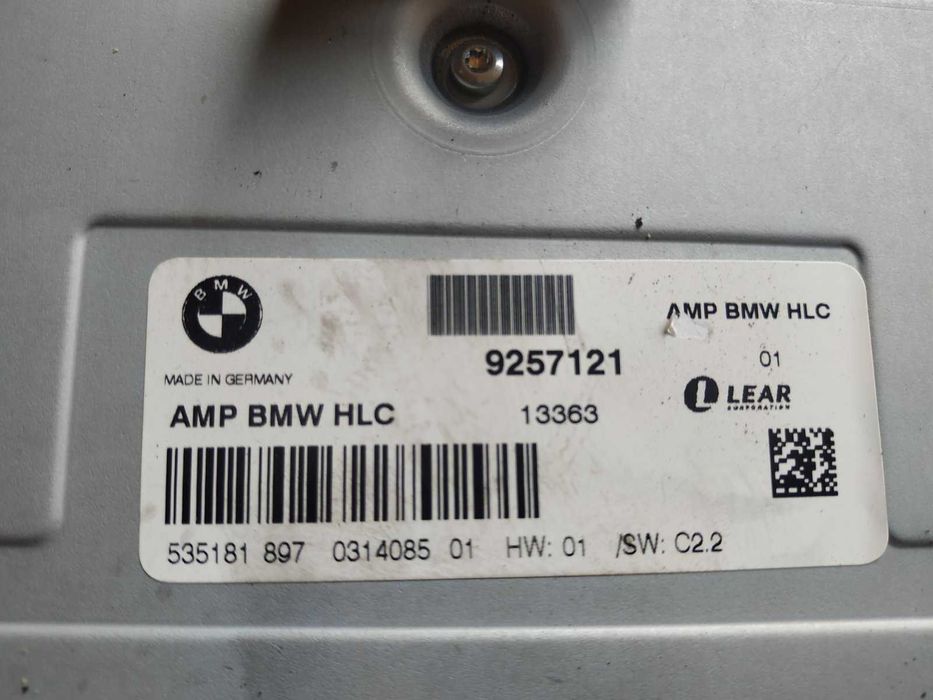 BMW
AMP BMW HLC
9257121
01
MADE IN GERMANY
LEAR
CORPORATION
AMP BMW HLC
13363
535181 897 0314085 01 HW: 01 /SW: C2.2